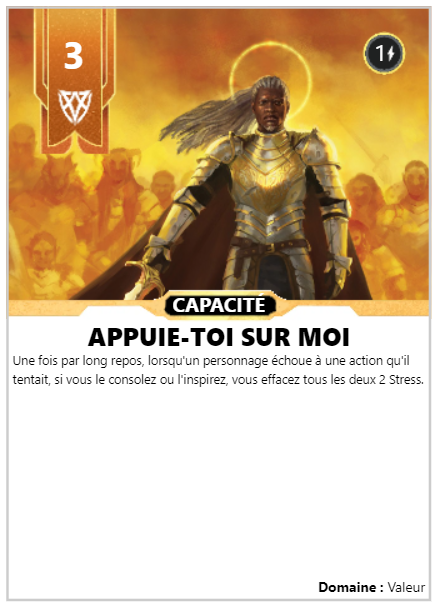 3
1
CAPACITÉ
APPUIE-TOI SUR MOI
Une fois par long repos, lorsqu'un personnage échoue à une action qu'il
tentait, si vous le consolez ou l'inspirez, vous effacez tous les deux 2 Stress.
Domaine : Valeur